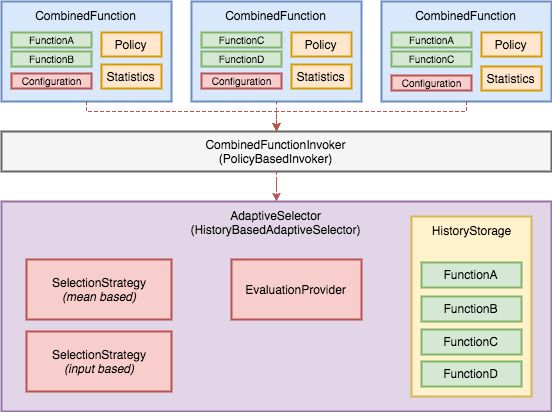 CombinedFunction
FunctionA
FunctionB
Configuration
Policy
Statistics
CombinedFunction
FunctionC
FunctionD
Configuration
Policy
Statistics
CombinedFunction
FunctionA
FunctionC
Configuration
Policy
Statistics
CombinedFunctionInvoker
(PolicyBasedInvoker)
AdaptiveSelector
(HistoryBasedAdaptiveSelector)
SelectionStrategy
(mean based)
SelectionStrategy
(input based)
EvaluationProvider
HistoryStorage
FunctionA
FunctionB
FunctionC
FunctionD